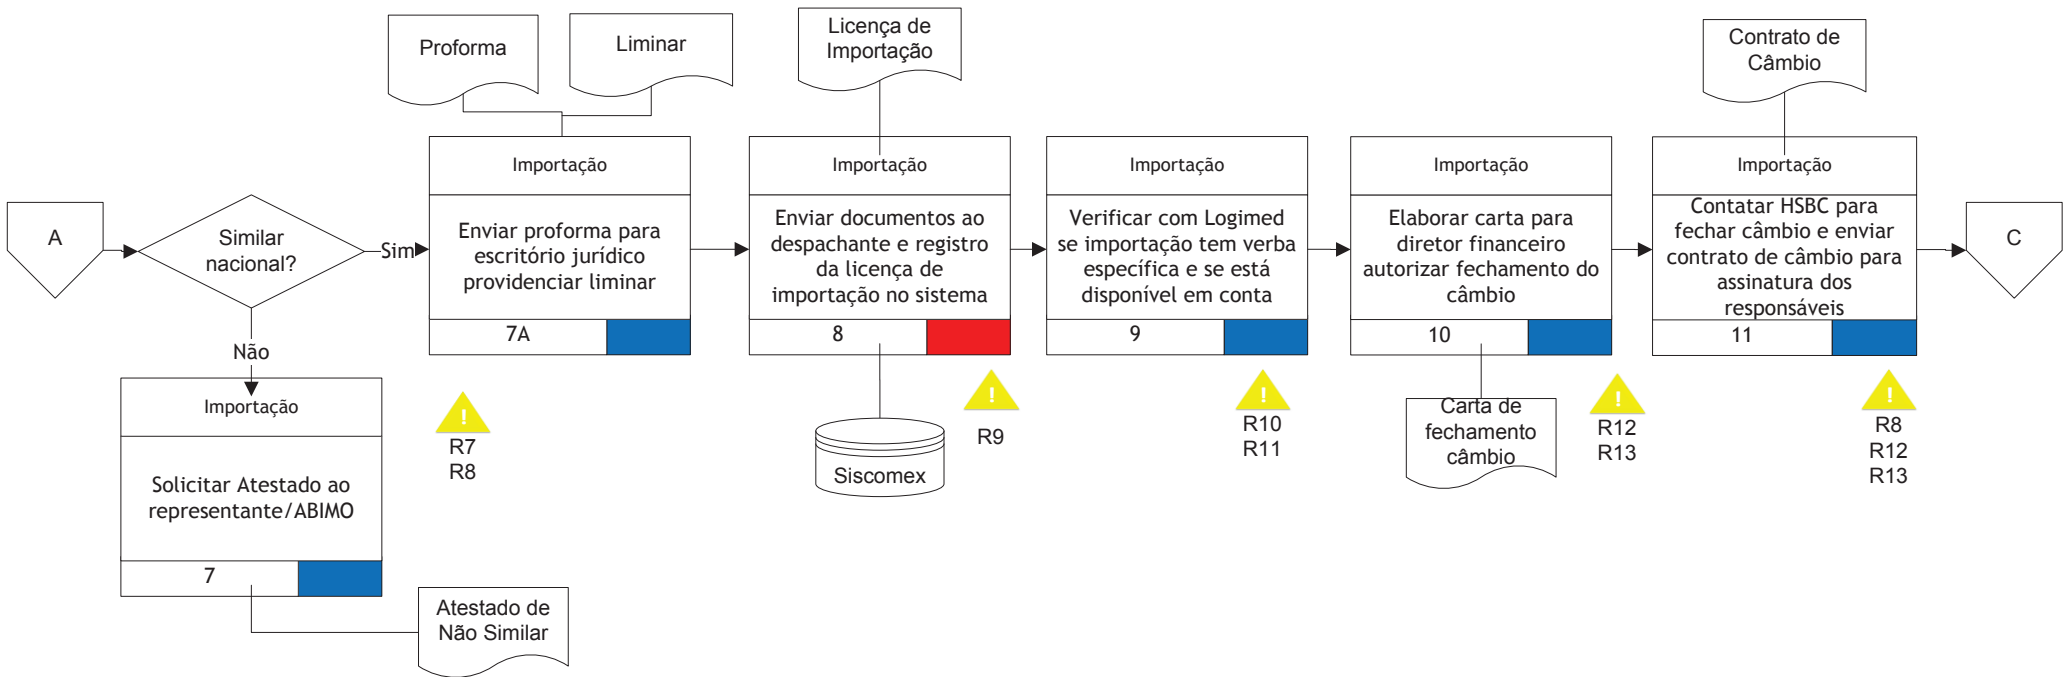 Proforma
Liminar
Licença de
Importação
Contrato de
Câmbio
A
Similar
nacional?
Sim
Não
Importação
Enviar proforma para
escritório jurídico
providenciar liminar
7A
R7
R8
Importação
Enviar documentos ao
despachante e registro
da licença de
importação no sistema
8
R9
Siscomex
Importação
Verificar com Logimed
se importação tem verba
específica e se está
disponível em conta
9
R10
R11
Importação
Elaborar carta para
diretor financeiro
autorizar fechamento do
câmbio
10
Carta de
fechamento
câmbio
R12
R13
Importação
Contatar HSBC para
fechar câmbio e enviar
contrato de câmbio para
assinatura dos
responsáveis
11
R8
R12
R13
C
Importação
Solicitar Atestado ao
representante/ABIMO
7
Atestado de
Não Similar